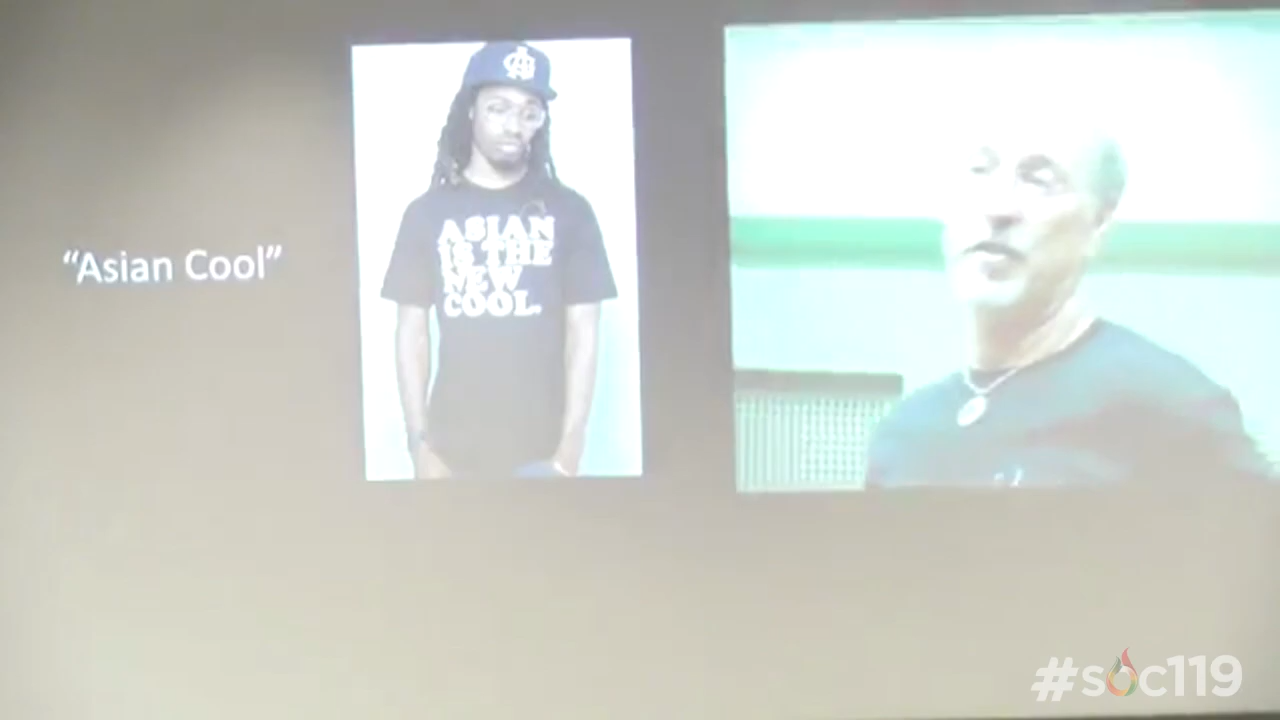 “Asian Cool”
ASIAN
IS THE
NEW
COOL.
#soc119